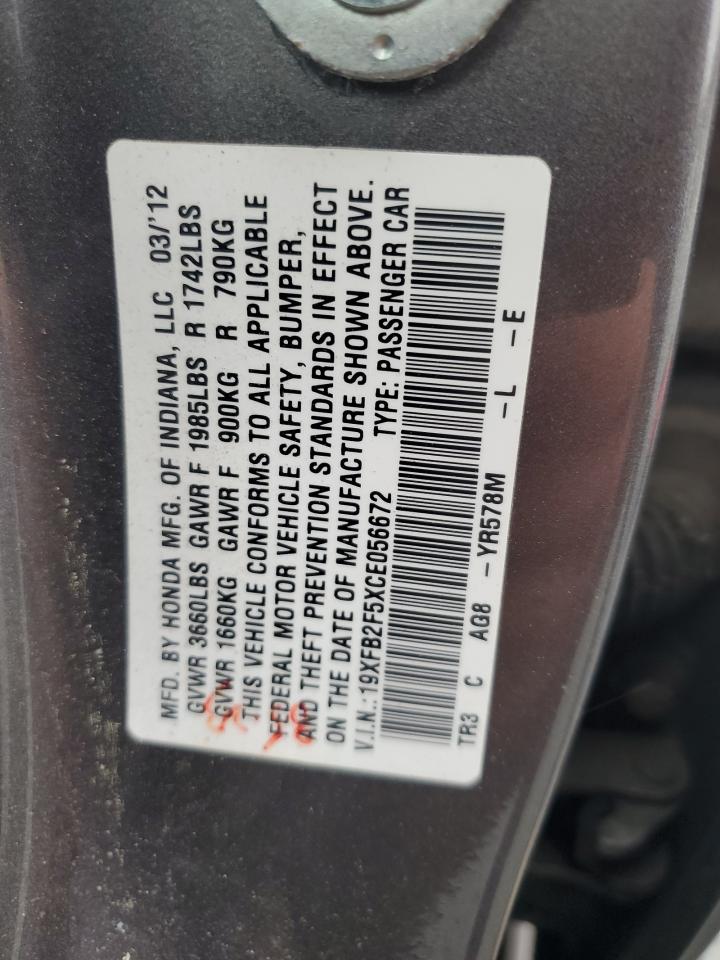 MFD. BY HONDA MFG. OF INDIANA, LLC 03/'12
GVWR 3660LBS GAWR F 1985LBS R 1742LBS
GVWR 1660KG GAWR F 900KG R 790KG
THIS VEHICLE CONFORMS TO ALL APPLICABLE
FEDERAL MOTOR VEHICLE SAFETY, BUMPER,
AND THEFT PREVENTION STANDARDS IN EFFECT
ON THE DATE OF MANUFACTURE SHOWN ABOVE.
V.I.N.:19XFB2F5XCE056672 TYPE: PASSENGER CAR
TR3 C AG8 -YR578M -L -E